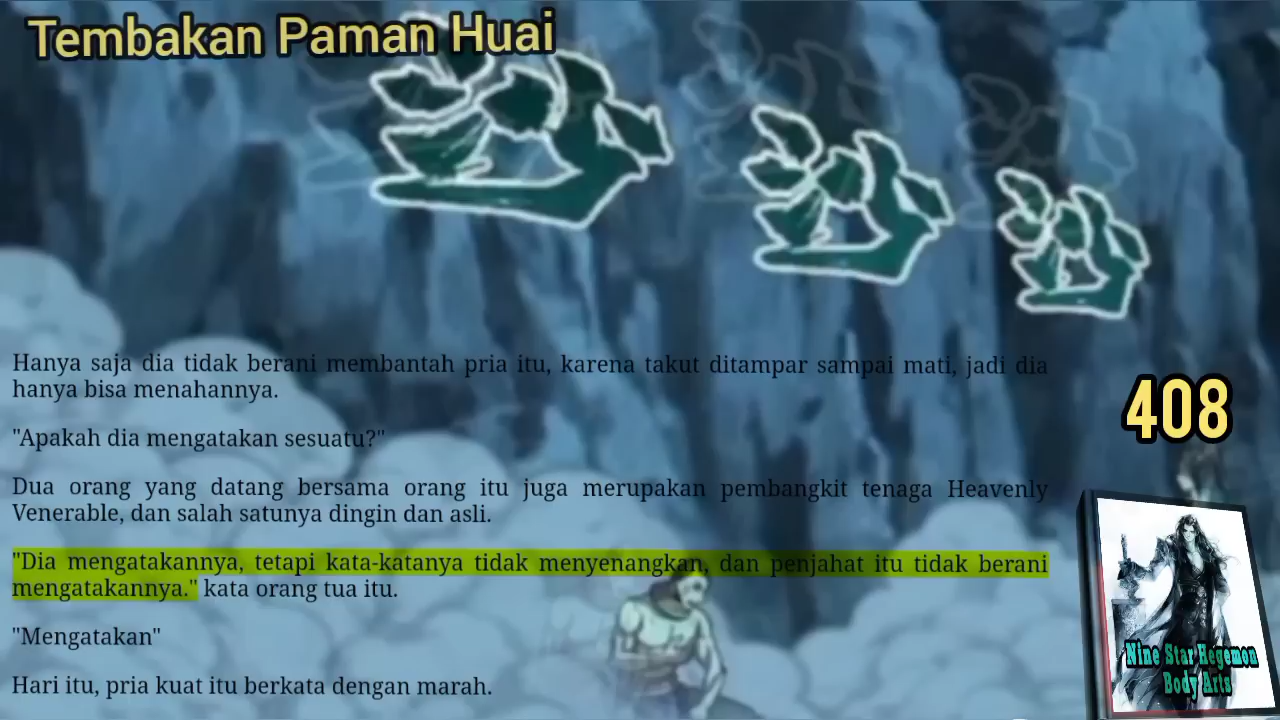 Tembakan Paman Huai
Hanya saja dia tidak berani membantah pria itu, karena takut ditampar sampai mati, jadi dia
hanya bisa menahannya.
"Apakah dia mengatakan sesuatu?"
Dua orang yang datang bersama orang itu juga merupakan pembangkit tenaga Heavenly
Venerable, dan salah satunya dingin dan asli.
"Dia mengatakannya, tetapi kata-katanya tidak menyenangkan, dan penjahat itu tidak berani
mengatakannya." kata orang tua itu.
"Mengatakan"
Hari itu, pria kuat itu berkata dengan marah.
408
Nine Star Hegemon
Body Arts